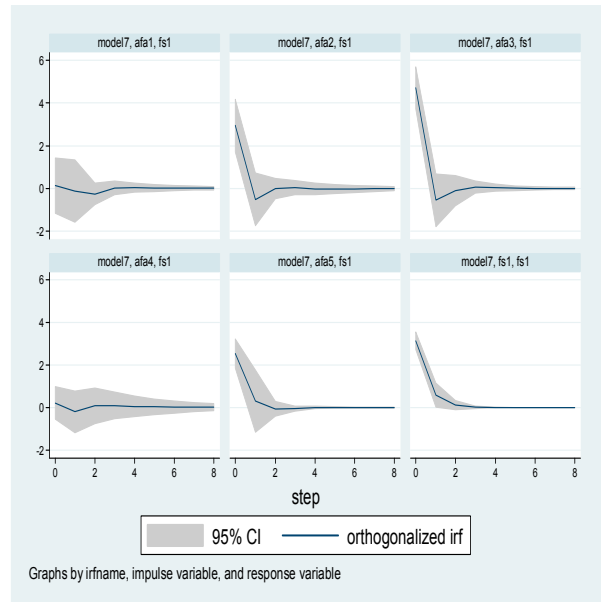 model7, afa1, fs1
model7, afa2, fs1
model7, afa3, fs1
6
4
2
0
-2
model7, afa4, fs1
model7, afa5, fs1
model7, fs1, fs1
6
4
2
0
-2
0 2 4 6 8
0 2 4 6 8
0 2 4 6 8
step
95% CI
orthogonalized irf
Graphs by irfname, impulse variable, and response variable